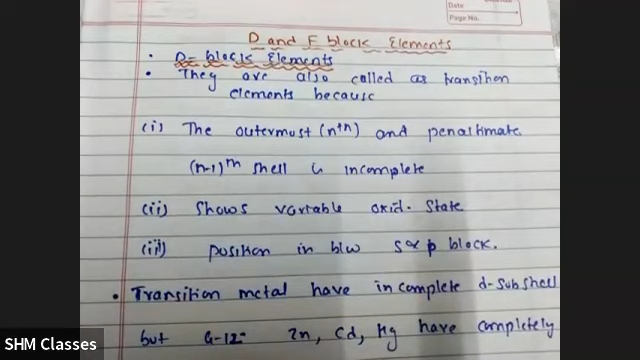 Date
Page No.
D and F block Elements
• D- block Elements
• They are also called as transition
elements because
(i) The outermost (nth) and penaltimate
(n-1)th shell is incomplete
(ii) Shows variable oxid. State
(iii) position in b/w s & p block.
• Transition metal have incomplete d-subshell
but G-12- Zn, Cd, Hg have completely
SHM Classes